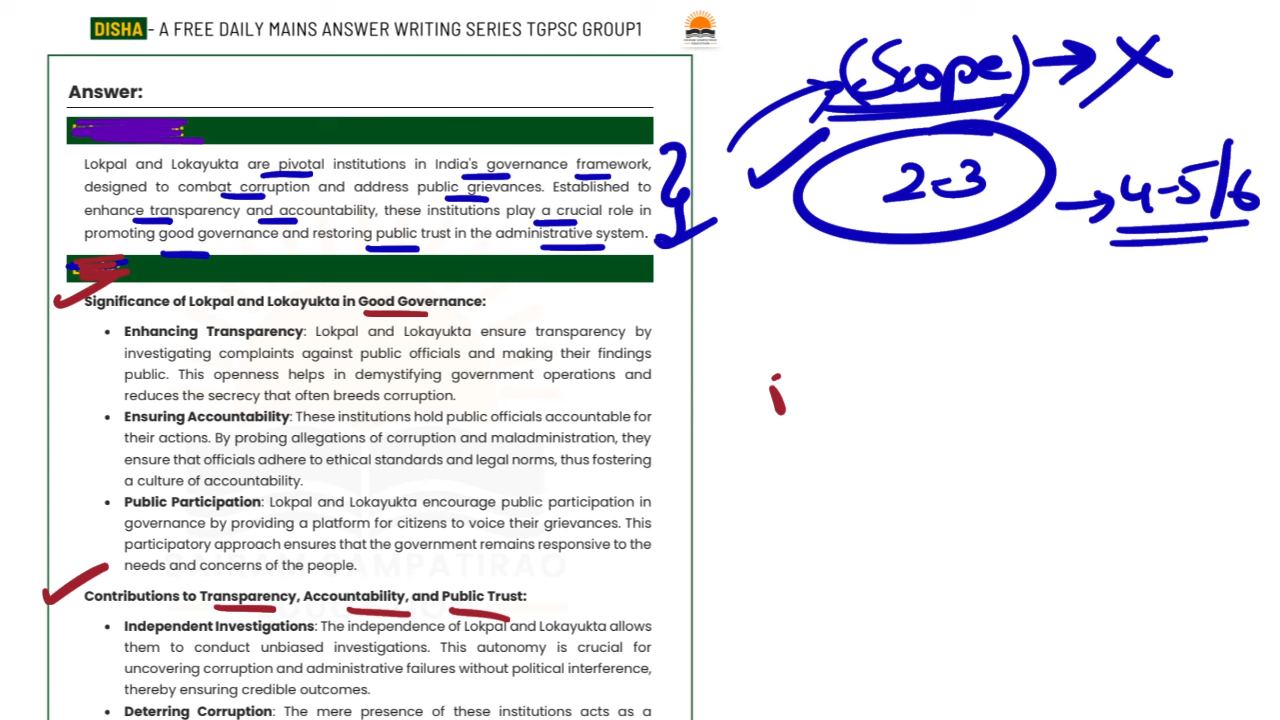 DISHA - A FREE DAILY MAINS ANSWER WRITING SERIES TGPSC GROUP1
(Scope) → X
2-3 → 4-5/6
Answer:
Lokpal and Lokayukta are pivotal institutions in India's governance framework,
designed to combat corruption and address public grievances. Established to
enhance transparency and accountability, these institutions play a crucial role in
promoting good governance and restoring public trust in the administrative system.
Significance of Lokpal and Lokayukta in Good Governance:
• Enhancing Transparency: Lokpal and Lokayukta ensure transparency by
investigating complaints against public officials and making their findings
public. This openness helps in demystifying government operations and
reduces the secrecy that often breeds corruption.
• Ensuring Accountability: These institutions hold public officials accountable for
their actions. By probing allegations of corruption and maladministration, they
ensure that officials adhere to ethical standards and legal norms, thus fostering
a culture of accountability.
• Public Participation: Lokpal and Lokayukta encourage public participation in
governance by providing a platform for citizens to voice their grievances. This
participatory approach ensures that the government remains responsive to the
needs and concerns of the people.
Contributions to Transparency, Accountability, and Public Trust:
• Independent Investigations: The independence of Lokpal and Lokayukta allows
them to conduct unbiased investigations. This autonomy is crucial for
uncovering corruption and administrative failures without political interference,
thereby ensuring credible outcomes.
• Deterring Corruption: The mere presence of these institutions acts as a
i